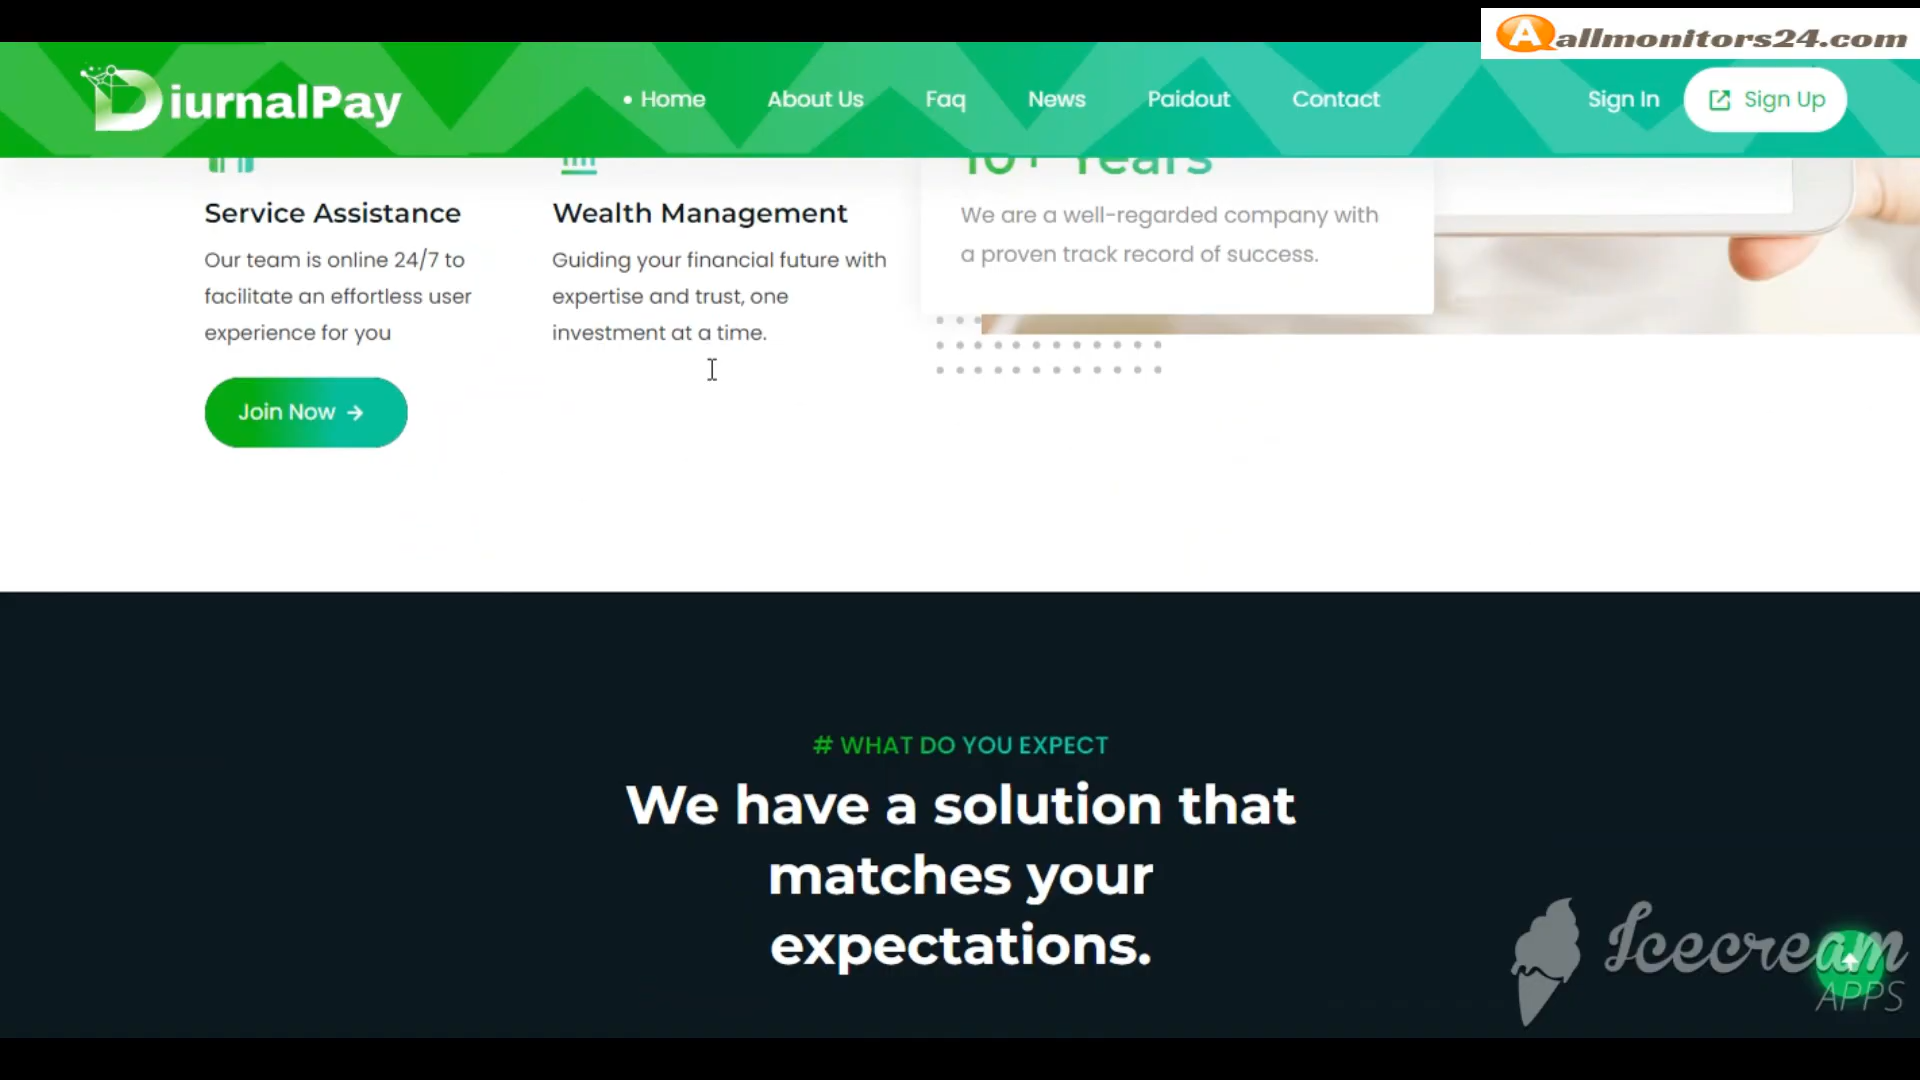 allmonitors24.com
DiurnalPay
Home
About Us
Faq
News
Paidout
Contact
Sign In
Sign Up
10+ Years
Service Assistance
Our team is online 24/7 to
facilitate an effortless user
experience for you
Wealth Management
Guiding your financial future with
expertise and trust, one
investment at a time.
We are a well-regarded company with
a proven track record of success.
Join Now
# WHAT DO YOU EXPECT
We have a solution that
matches your
expectations.
Icecream
APPS